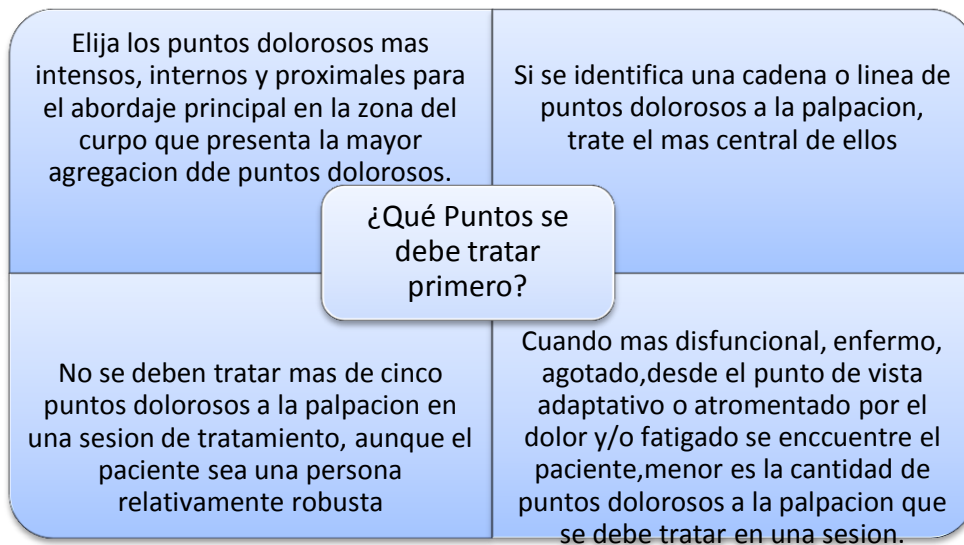 Elija los puntos dolorosos mas
intensos, internos y proximales para
el abordaje principal en la zona del
curpo que presenta la mayor
agregacion dde puntos dolorosos.
Si se identifica una cadena o linea de
puntos dolorosos a la palpacion,
trate el mas central de ellos
¿Qué Puntos se
debe tratar
primero?
No se deben tratar mas de cinco
puntos dolorosos a la palpacion en
una sesion de tratamiento, aunque el
paciente sea una persona
relativamente robusta
Cuando mas disfuncional, enfermo,
agotado,desde el punto de vista
adaptativo o atromentado por el
dolor y/o fatigado se enccuentre el
paciente,menor es la cantidad de
puntos dolorosos a la palpacion que
se debe tratar en una sesion.